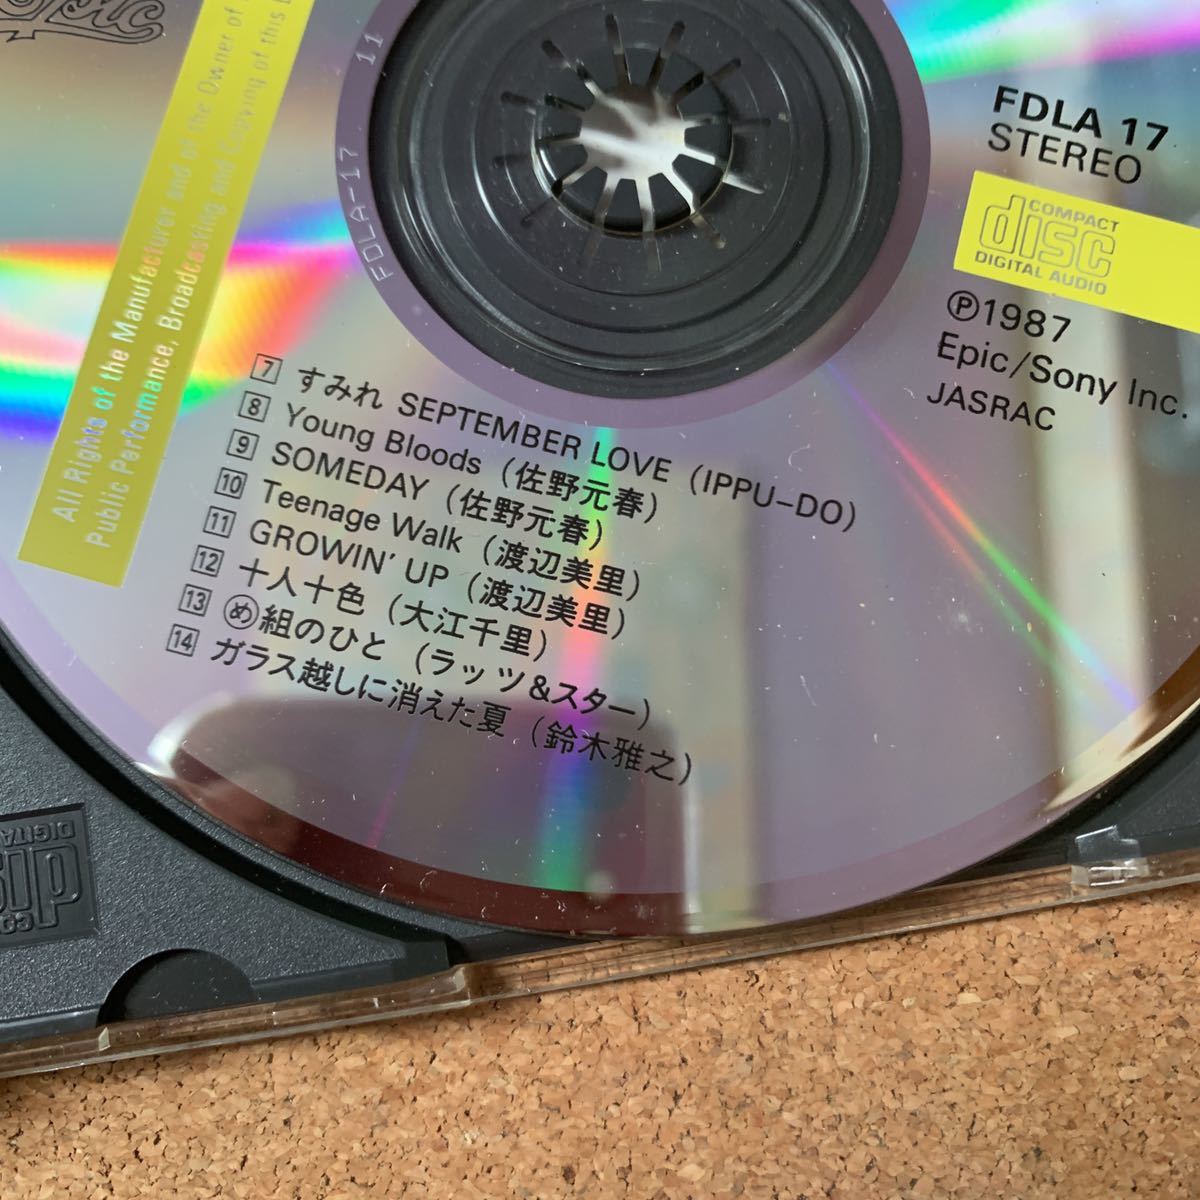 Epic
All Rights of the Manufacturer and of the Owner of
Public Performance, Broadcasting and Copying of this
FDLA-17 11
FDLA 17
STEREO
COMPACT
disc
DIGITAL AUDIO
Ⓟ1987
Epic/Sony Inc.
JASRAC
7 すみれ SEPTEMBER LOVE (IPPU-DO)
8 Young Bloods (佐野元春)
9 SOMEDAY (佐野元春)
10 Teenage Walk (渡辺美里)
11 GROWIN' UP (渡辺美里)
12 十人十色 (大江千里)
13 ㋱組のひと (ラッツ&スター)
14 ガラス越しに消えた夏 (鈴木雅之)